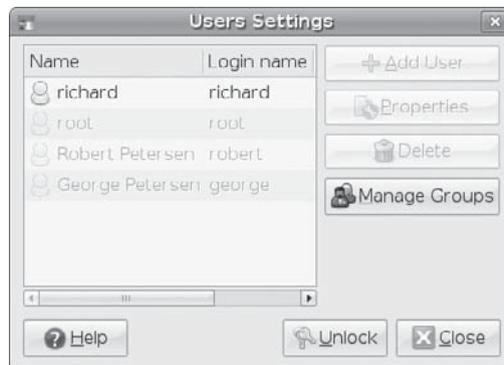 Users Settings
Name Login name
richard richard
root root
Robert Petersen robert
George Petersen george
Add User
Properties
Delete
Manage Groups
Help
Unlock
Close